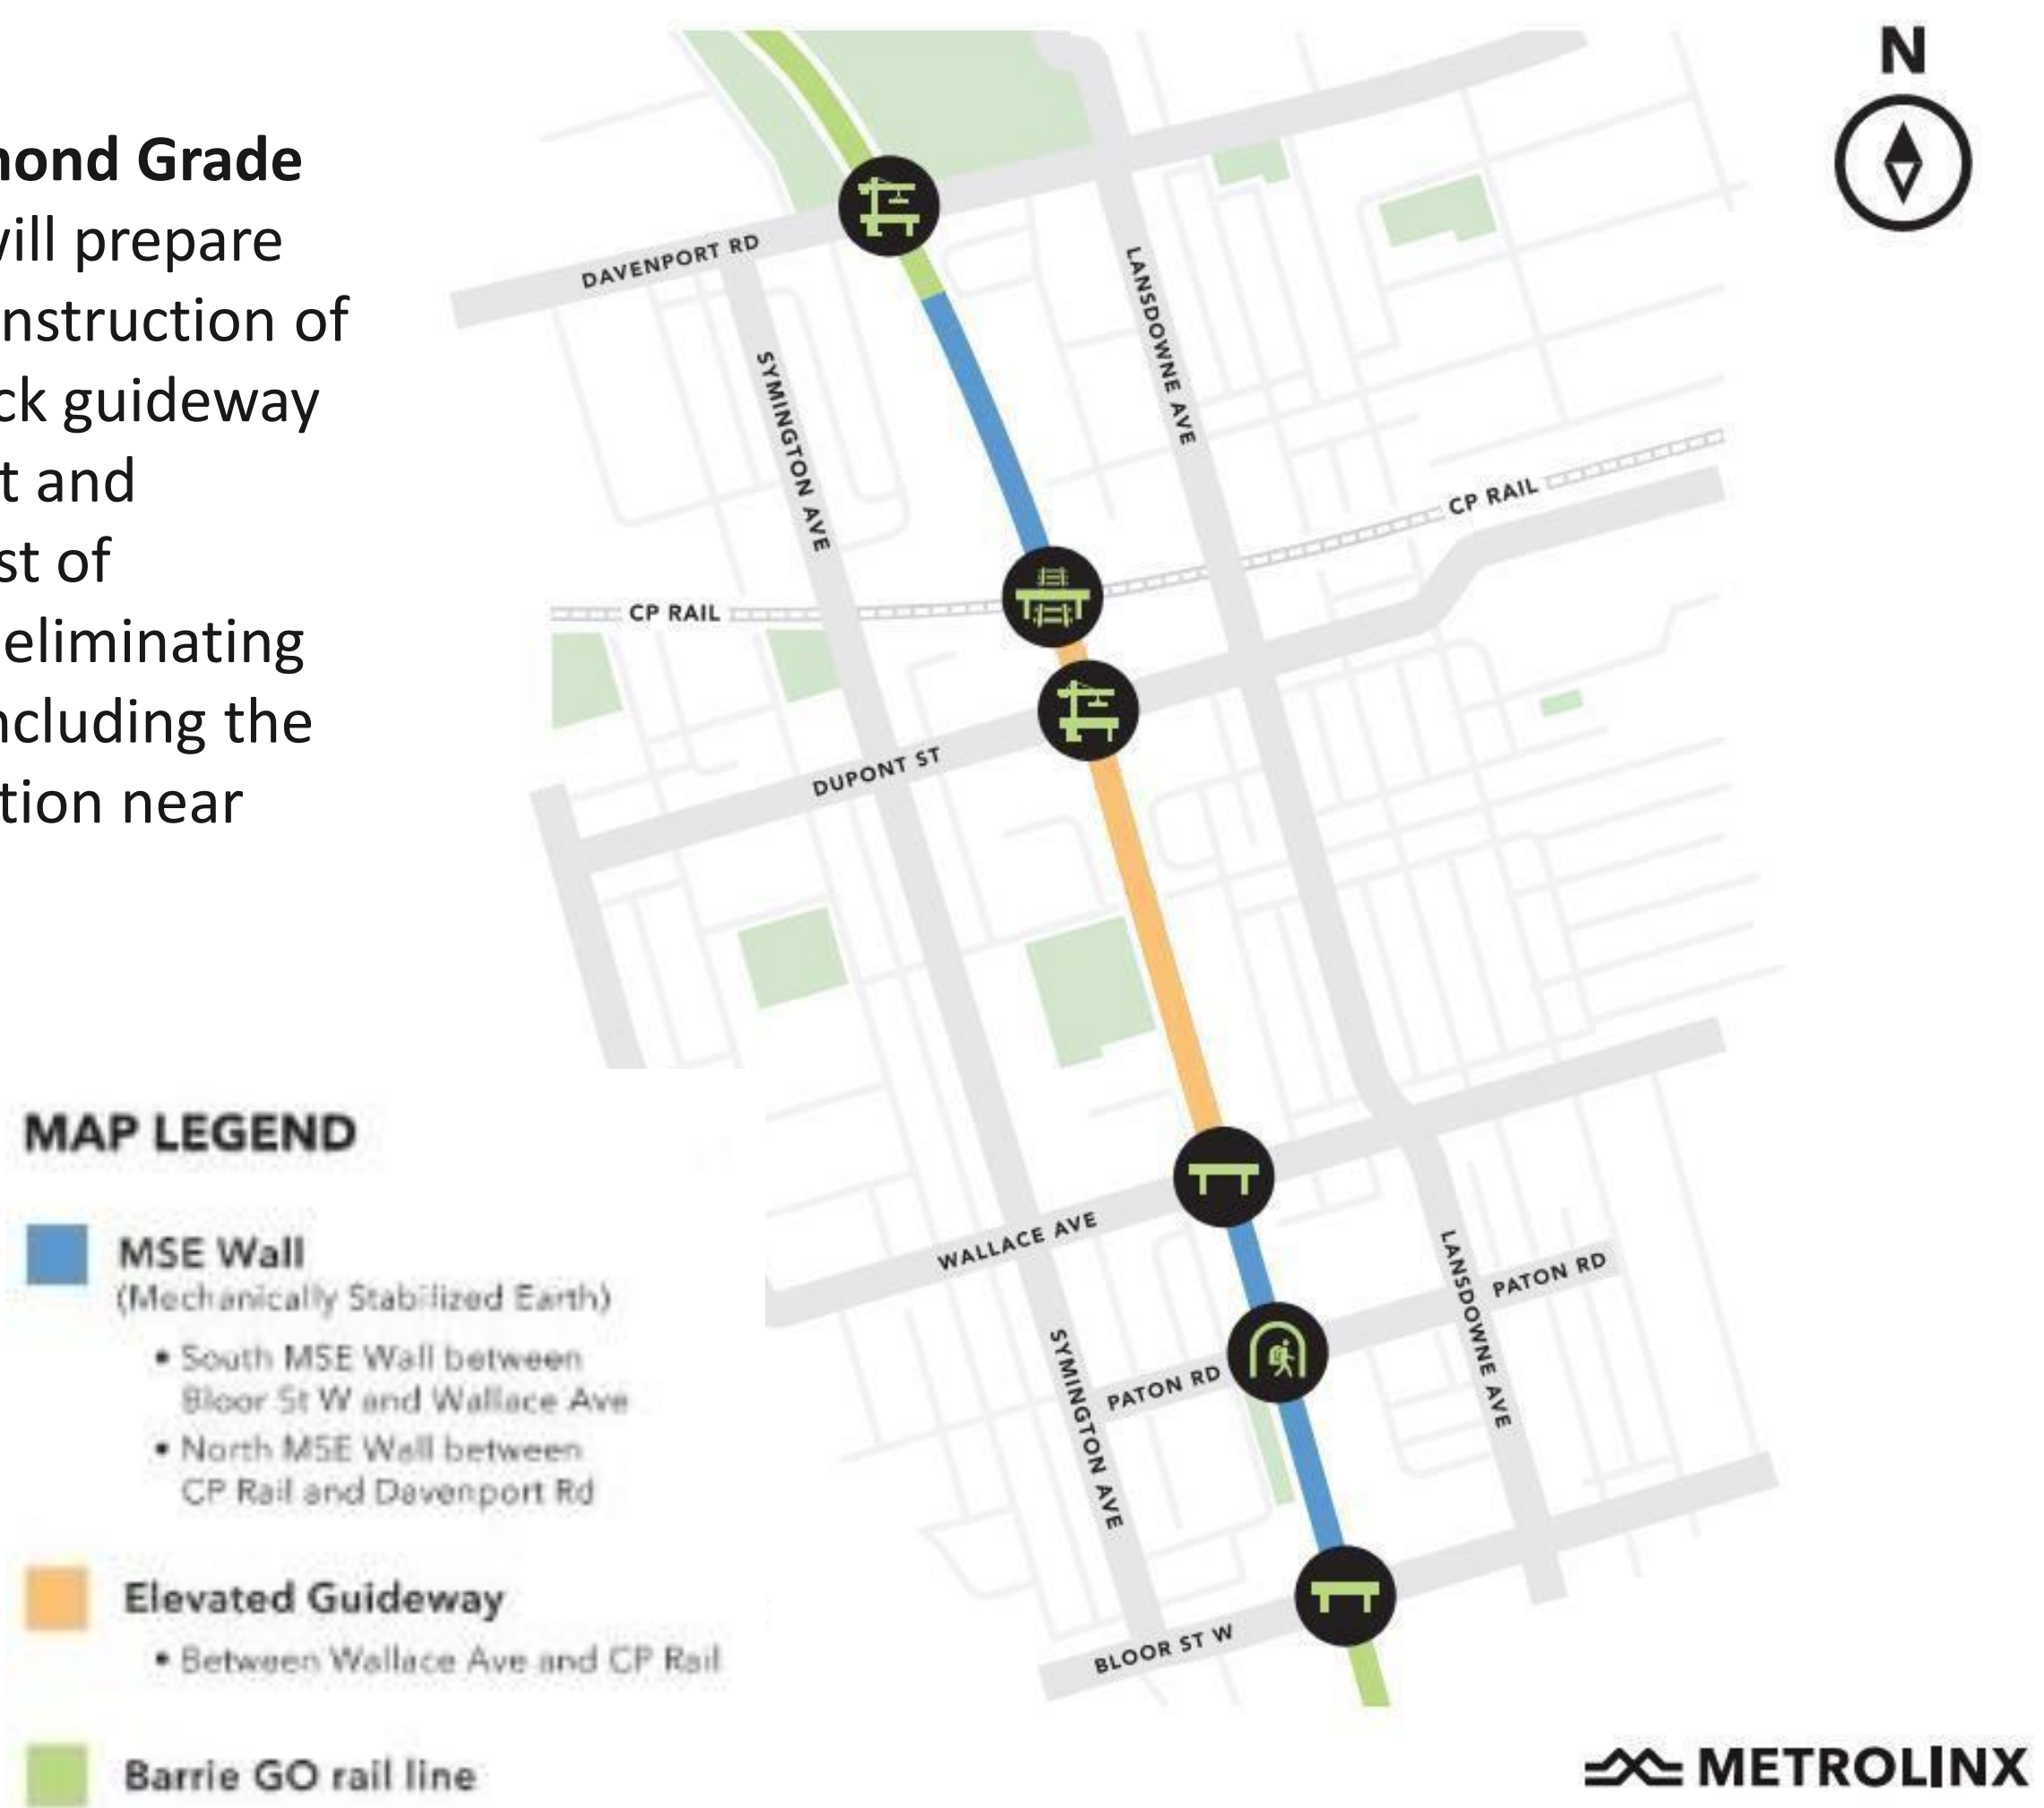 mond Grade
will prepare
nstruction of
ck guideway
t and
st of
eliminating
ncluding the
tion near
N
DAVENPORT RD
LANSDOWNE AVE
SYMINGTON AVE
CP RAIL
CP RAIL
DUPONT ST
WALLACE AVE
LANSDOWNE AVE
PATON RD
PATON RD
SYMINGTON AVE
BLOOR ST W
MAP LEGEND
MSE Wall
(Mechanically Stabilized Earth)
• South MSE Wall between
Bloor St W and Wallace Ave
• North MSE Wall between
CP Rail and Davenport Rd
Elevated Guideway
• Between Wallace Ave and CP Rail
Barrie GO rail line
METROLINX